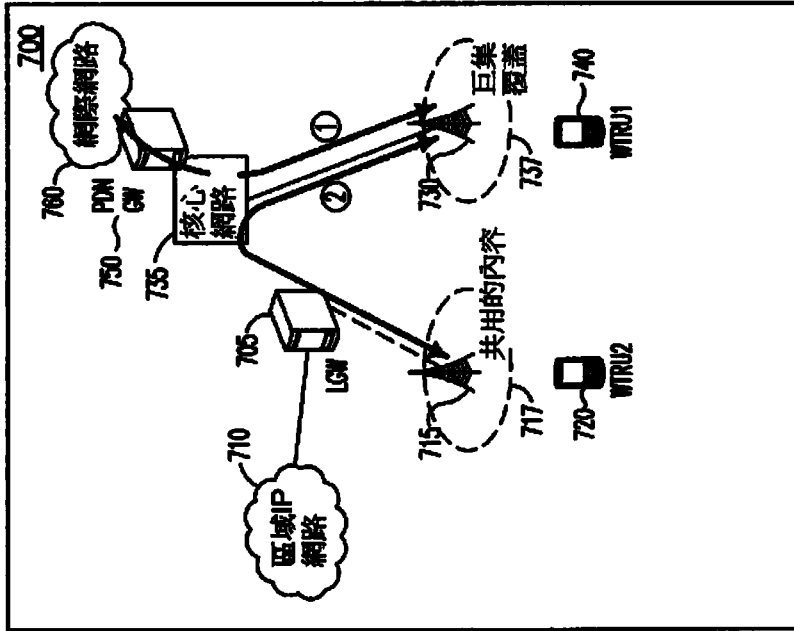 700
網際網路
760
PDN
GW
750
核心
網路
735
①
②
705
LGW
710
區域IP
網路
730
巨集
覆蓋
737
740
WTRU1
715
共用的內容
717
720
WTRU2